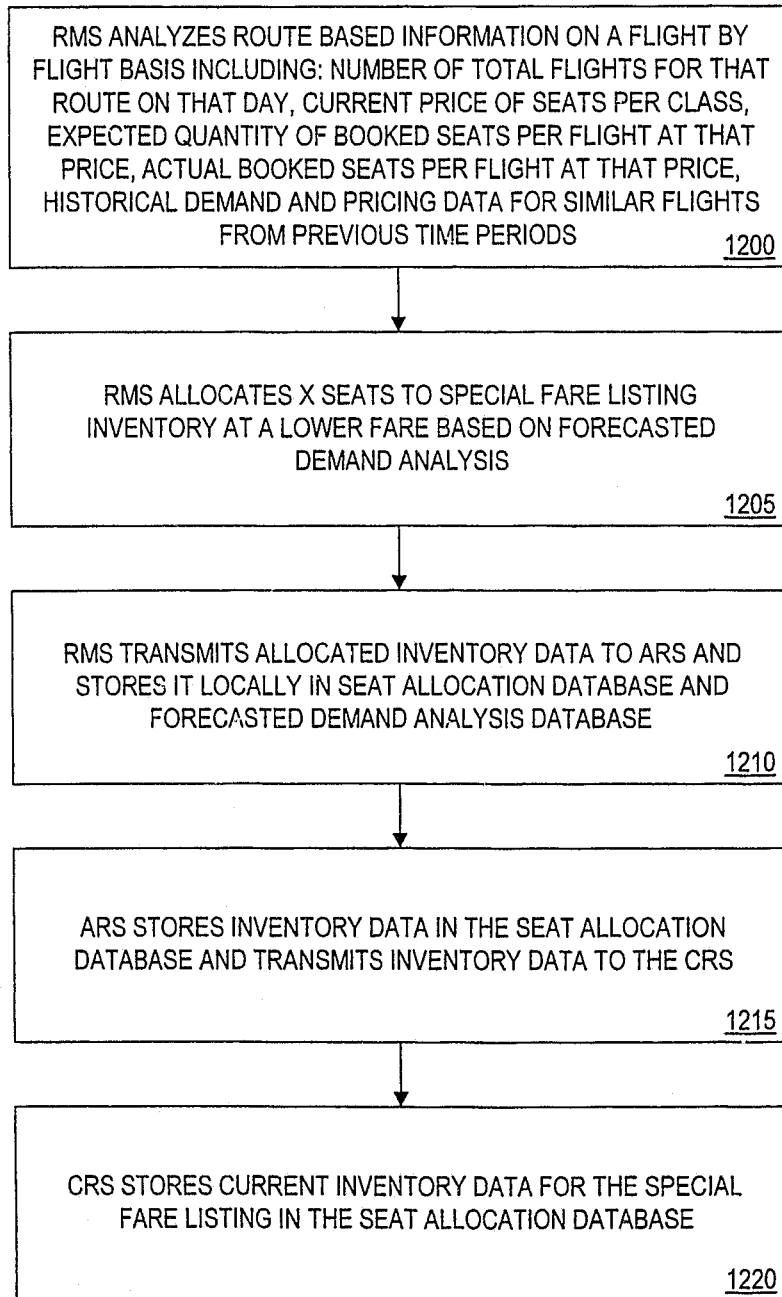 RMS ANALYZES ROUTE BASED INFORMATION ON A FLIGHT BY
FLIGHT BASIS INCLUDING: NUMBER OF TOTAL FLIGHTS FOR THAT
ROUTE ON THAT DAY, CURRENT PRICE OF SEATS PER CLASS,
EXPECTED QUANTITY OF BOOKED SEATS PER FLIGHT AT THAT
PRICE, ACTUAL BOOKED SEATS PER FLIGHT AT THAT PRICE,
HISTORICAL DEMAND AND PRICING DATA FOR SIMILAR FLIGHTS
FROM PREVIOUS TIME PERIODS
1200
RMS ALLOCATES X SEATS TO SPECIAL FARE LISTING
INVENTORY AT A LOWER FARE BASED ON FORECASTED
DEMAND ANALYSIS
1205
RMS TRANSMITS ALLOCATED INVENTORY DATA TO ARS AND
STORES IT LOCALLY IN SEAT ALLOCATION DATABASE AND
FORECASTED DEMAND ANALYSIS DATABASE
1210
ARS STORES INVENTORY DATA IN THE SEAT ALLOCATION
DATABASE AND TRANSMITS INVENTORY DATA TO THE CRS
1215
CRS STORES CURRENT INVENTORY DATA FOR THE SPECIAL
FARE LISTING IN THE SEAT ALLOCATION DATABASE
1220